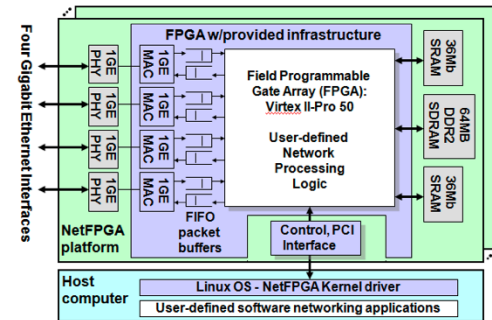 FPGA w/provided infrastructure
Four Gigabit Ethernet Interfaces
1GE
PHY
1GE
MAC
1GE
PHY
1GE
MAC
1GE
PHY
1GE
MAC
1GE
PHY
1GE
MAC
FIFO
packet
buffers
Field Programmable
Gate Array (FPGA):
Virtex II-Pro 50
User-defined
Network
Processing
Logic
36Mb
SRAM
64MB
DDR2
SDRAM
36Mb
SRAM
NetFPGA
platform
Control, PCI
Interface
Host
computer
Linux OS - NetFPGA Kernel driver
User-defined software networking applications